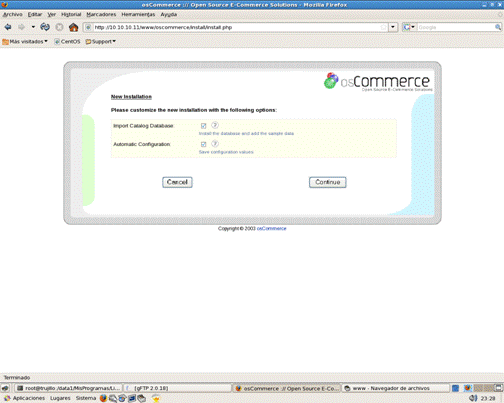 osCommerce :: Open Source E-Commerce Solutions - Mozilla Firefox
Archivo Editar Ver Historial Marcadores Herramientas Ayuda
http://10.10.10.11/www/oscommerce/install/install.php
Google
Más visitados CentOS Support
osCommerce
Open Source E-Commerce Solutions
New Installation
Please customize the new installation with the following options:
Import Catalog Database:
Install the database and add the sample data
Automatic Configuration
Save configuration values
Cancel Continue
Copyright © 2003 osCommerce
Terminado
root@trujillo:/data1/MisProgramas/Li... [gFTP 2.0.18] osCommerce :: Open Source E-Co... www - Navegador de archivos
Aplicaciones Lugares Sistema 23:28